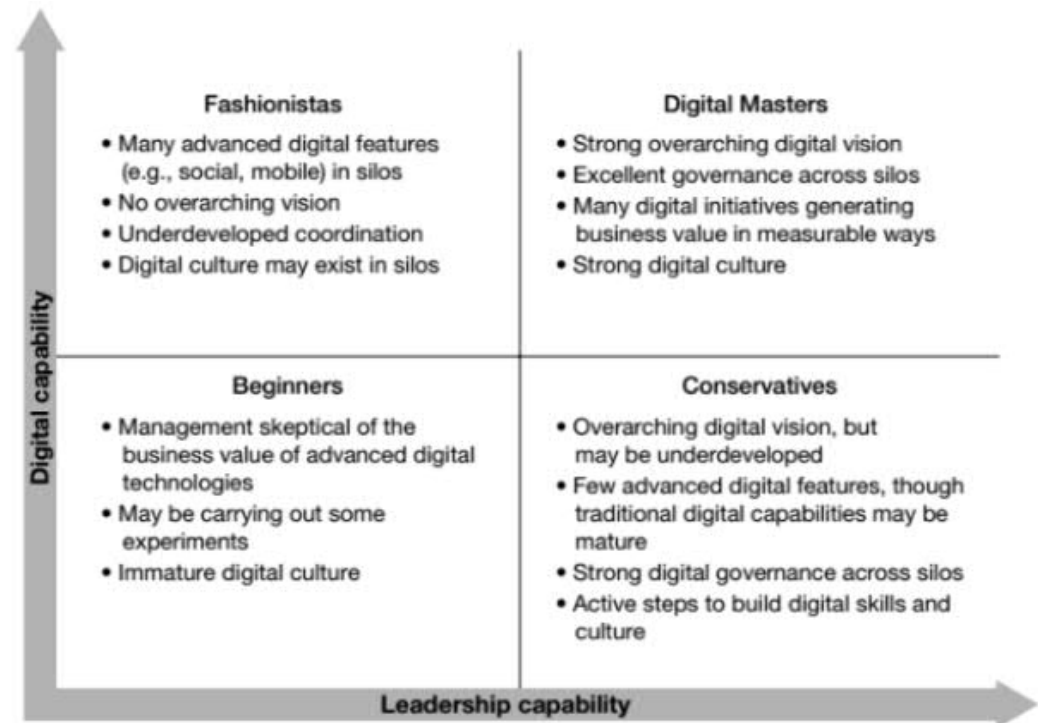 Digital capability
Fashionistas
• Many advanced digital features
(e.g., social, mobile) in silos
• No overarching vision
• Underdeveloped coordination
• Digital culture may exist in silos
Digital Masters
• Strong overarching digital vision
• Excellent governance across silos
• Many digital initiatives generating
business value in measurable ways
• Strong digital culture
Beginners
• Management skeptical of the
business value of advanced digital
technologies
• May be carrying out some
experiments
• Immature digital culture
Conservatives
• Overarching digital vision, but
may be underdeveloped
• Few advanced digital features, though
traditional digital capabilities may be
mature
• Strong digital governance across silos
• Active steps to build digital skills and
culture
Leadership capability